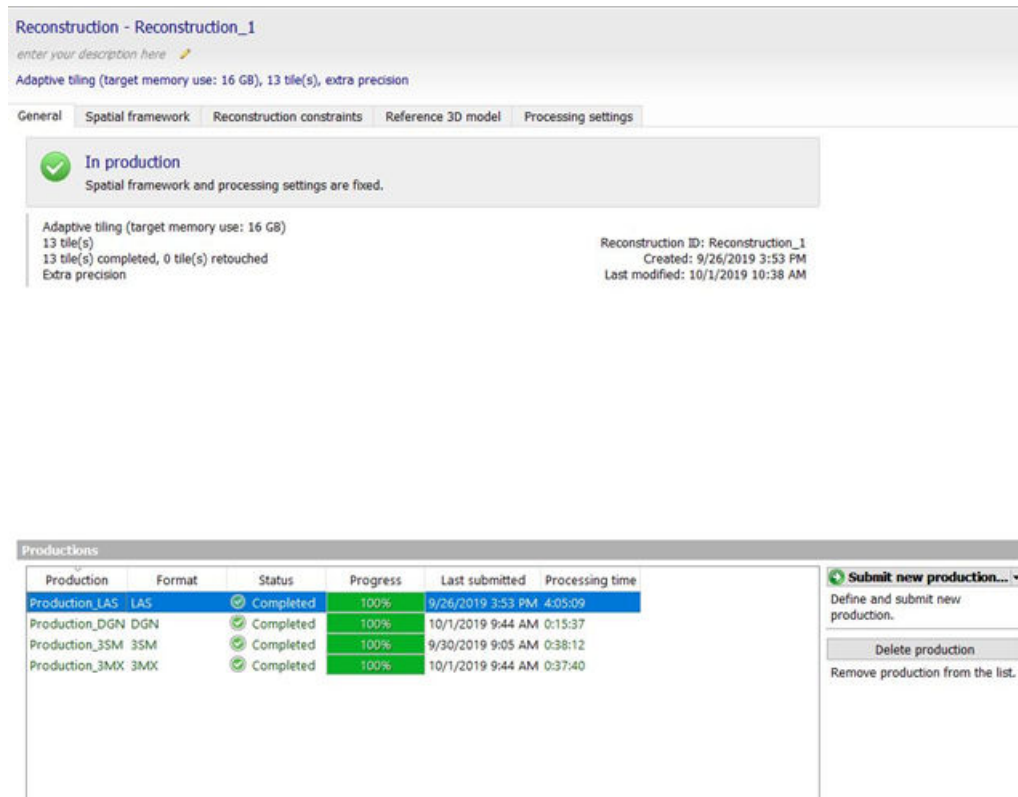 Reconstruction - Reconstruction_1
enter your description here
Adaptive tiling (target memory use: 16 GB), 13 tile(s), extra precision
General Spatial framework Reconstruction constraints Reference 3D model Processing settings
In production
Spatial framework and processing settings are fixed.
Adaptive tiling (target memory use: 16 GB)
13 tile(s) Reconstruction ID: Reconstruction_1
13 tile(s) completed, 0 tile(s) retouched Created: 9/26/2019 3:53 PM
Extra precision Last modified: 10/1/2019 10:38 AM
Productions
Production Format Status Progress Last submitted Processing time
Production_LAS LAS Completed 100% 9/26/2019 3:53 PM 4:05:09
Production_DGN DGN Completed 100% 10/1/2019 9:44 AM 0:15:37
Production_3SM 3SM Completed 100% 9/30/2019 9:05 AM 0:38:12
Production_3MX 3MX Completed 100% 10/1/2019 9:44 AM 0:37:40
Submit new production...
Define and submit new
production.
Delete production
Remove production from the list.